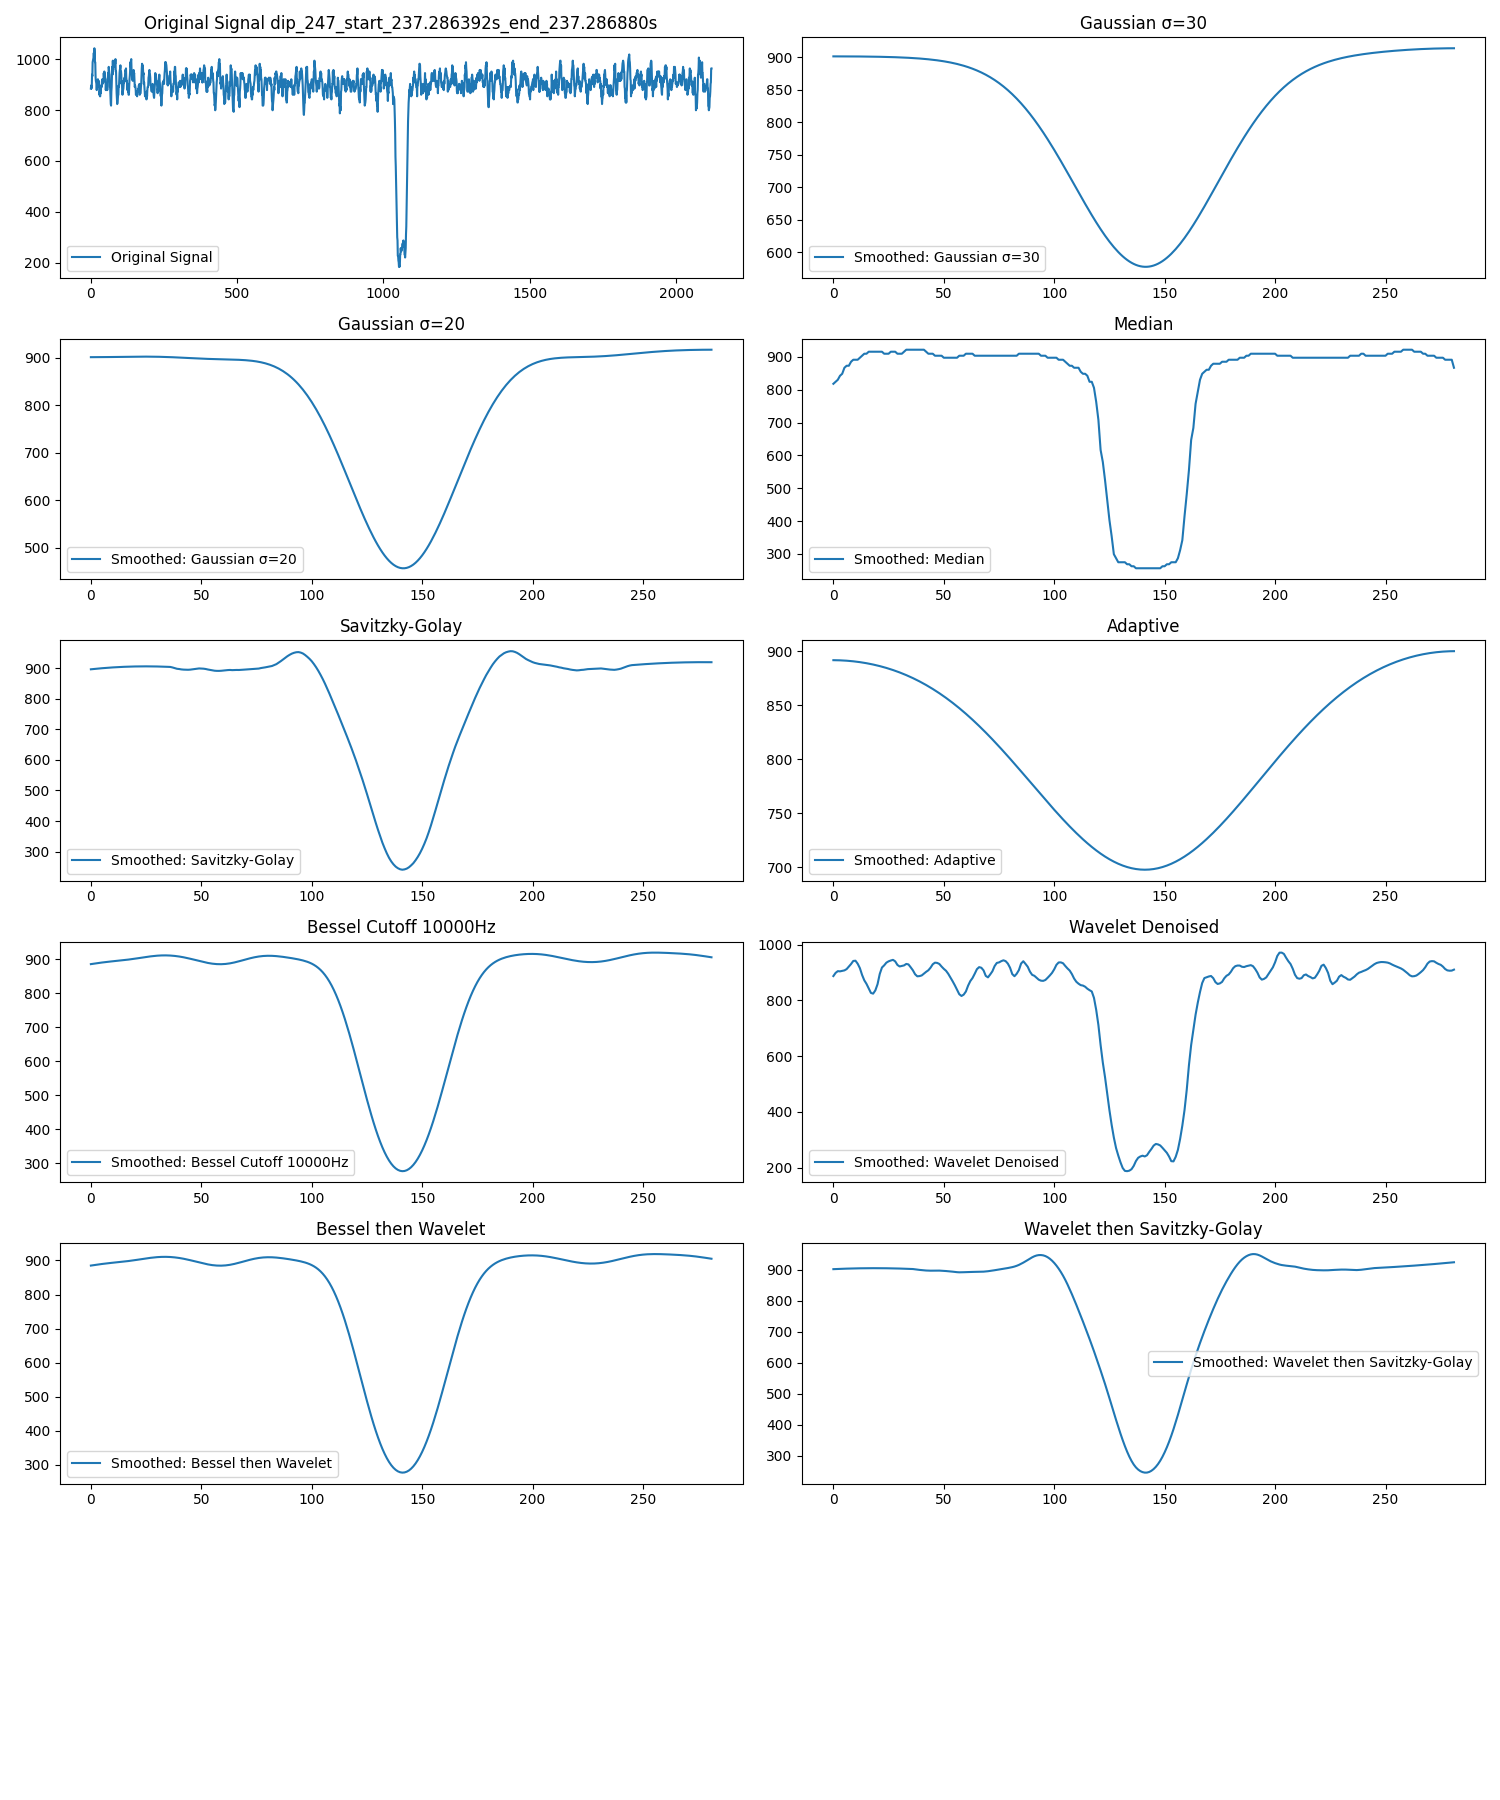 Original Signal dip_247_start_237.286392s_end_237.286880s
1000
800
600
400
200
Original Signal
0 500 1000 1500 2000
Gaussian σ=30
900
850
800
750
700
650
600
Smoothed: Gaussian σ=30
0 50 100 150 200 250
Gaussian σ=20
900
800
700
600
500
Smoothed: Gaussian σ=20
0 50 100 150 200 250
Median
900
800
700
600
500
400
300
Smoothed: Median
0 50 100 150 200 250
Savitzky-Golay
900
800
700
600
500
400
300
Smoothed: Savitzky-Golay
0 50 100 150 200 250
Adaptive
900
850
800
750
700
Smoothed: Adaptive
0 50 100 150 200 250
Bessel Cutoff 10000Hz
900
800
700
600
500
400
300
Smoothed: Bessel Cutoff 10000Hz
0 50 100 150 200 250
Wavelet Denoised
1000
800
600
400
200
Smoothed: Wavelet Denoised
0 50 100 150 200 250
Bessel then Wavelet
900
800
700
600
500
400
300
Smoothed: Bessel then Wavelet
0 50 100 150 200 250
Wavelet then Savitzky-Golay
900
800
700
600
500
400
300
Smoothed: Wavelet then Savitzky-Golay
0 50 100 150 200 250